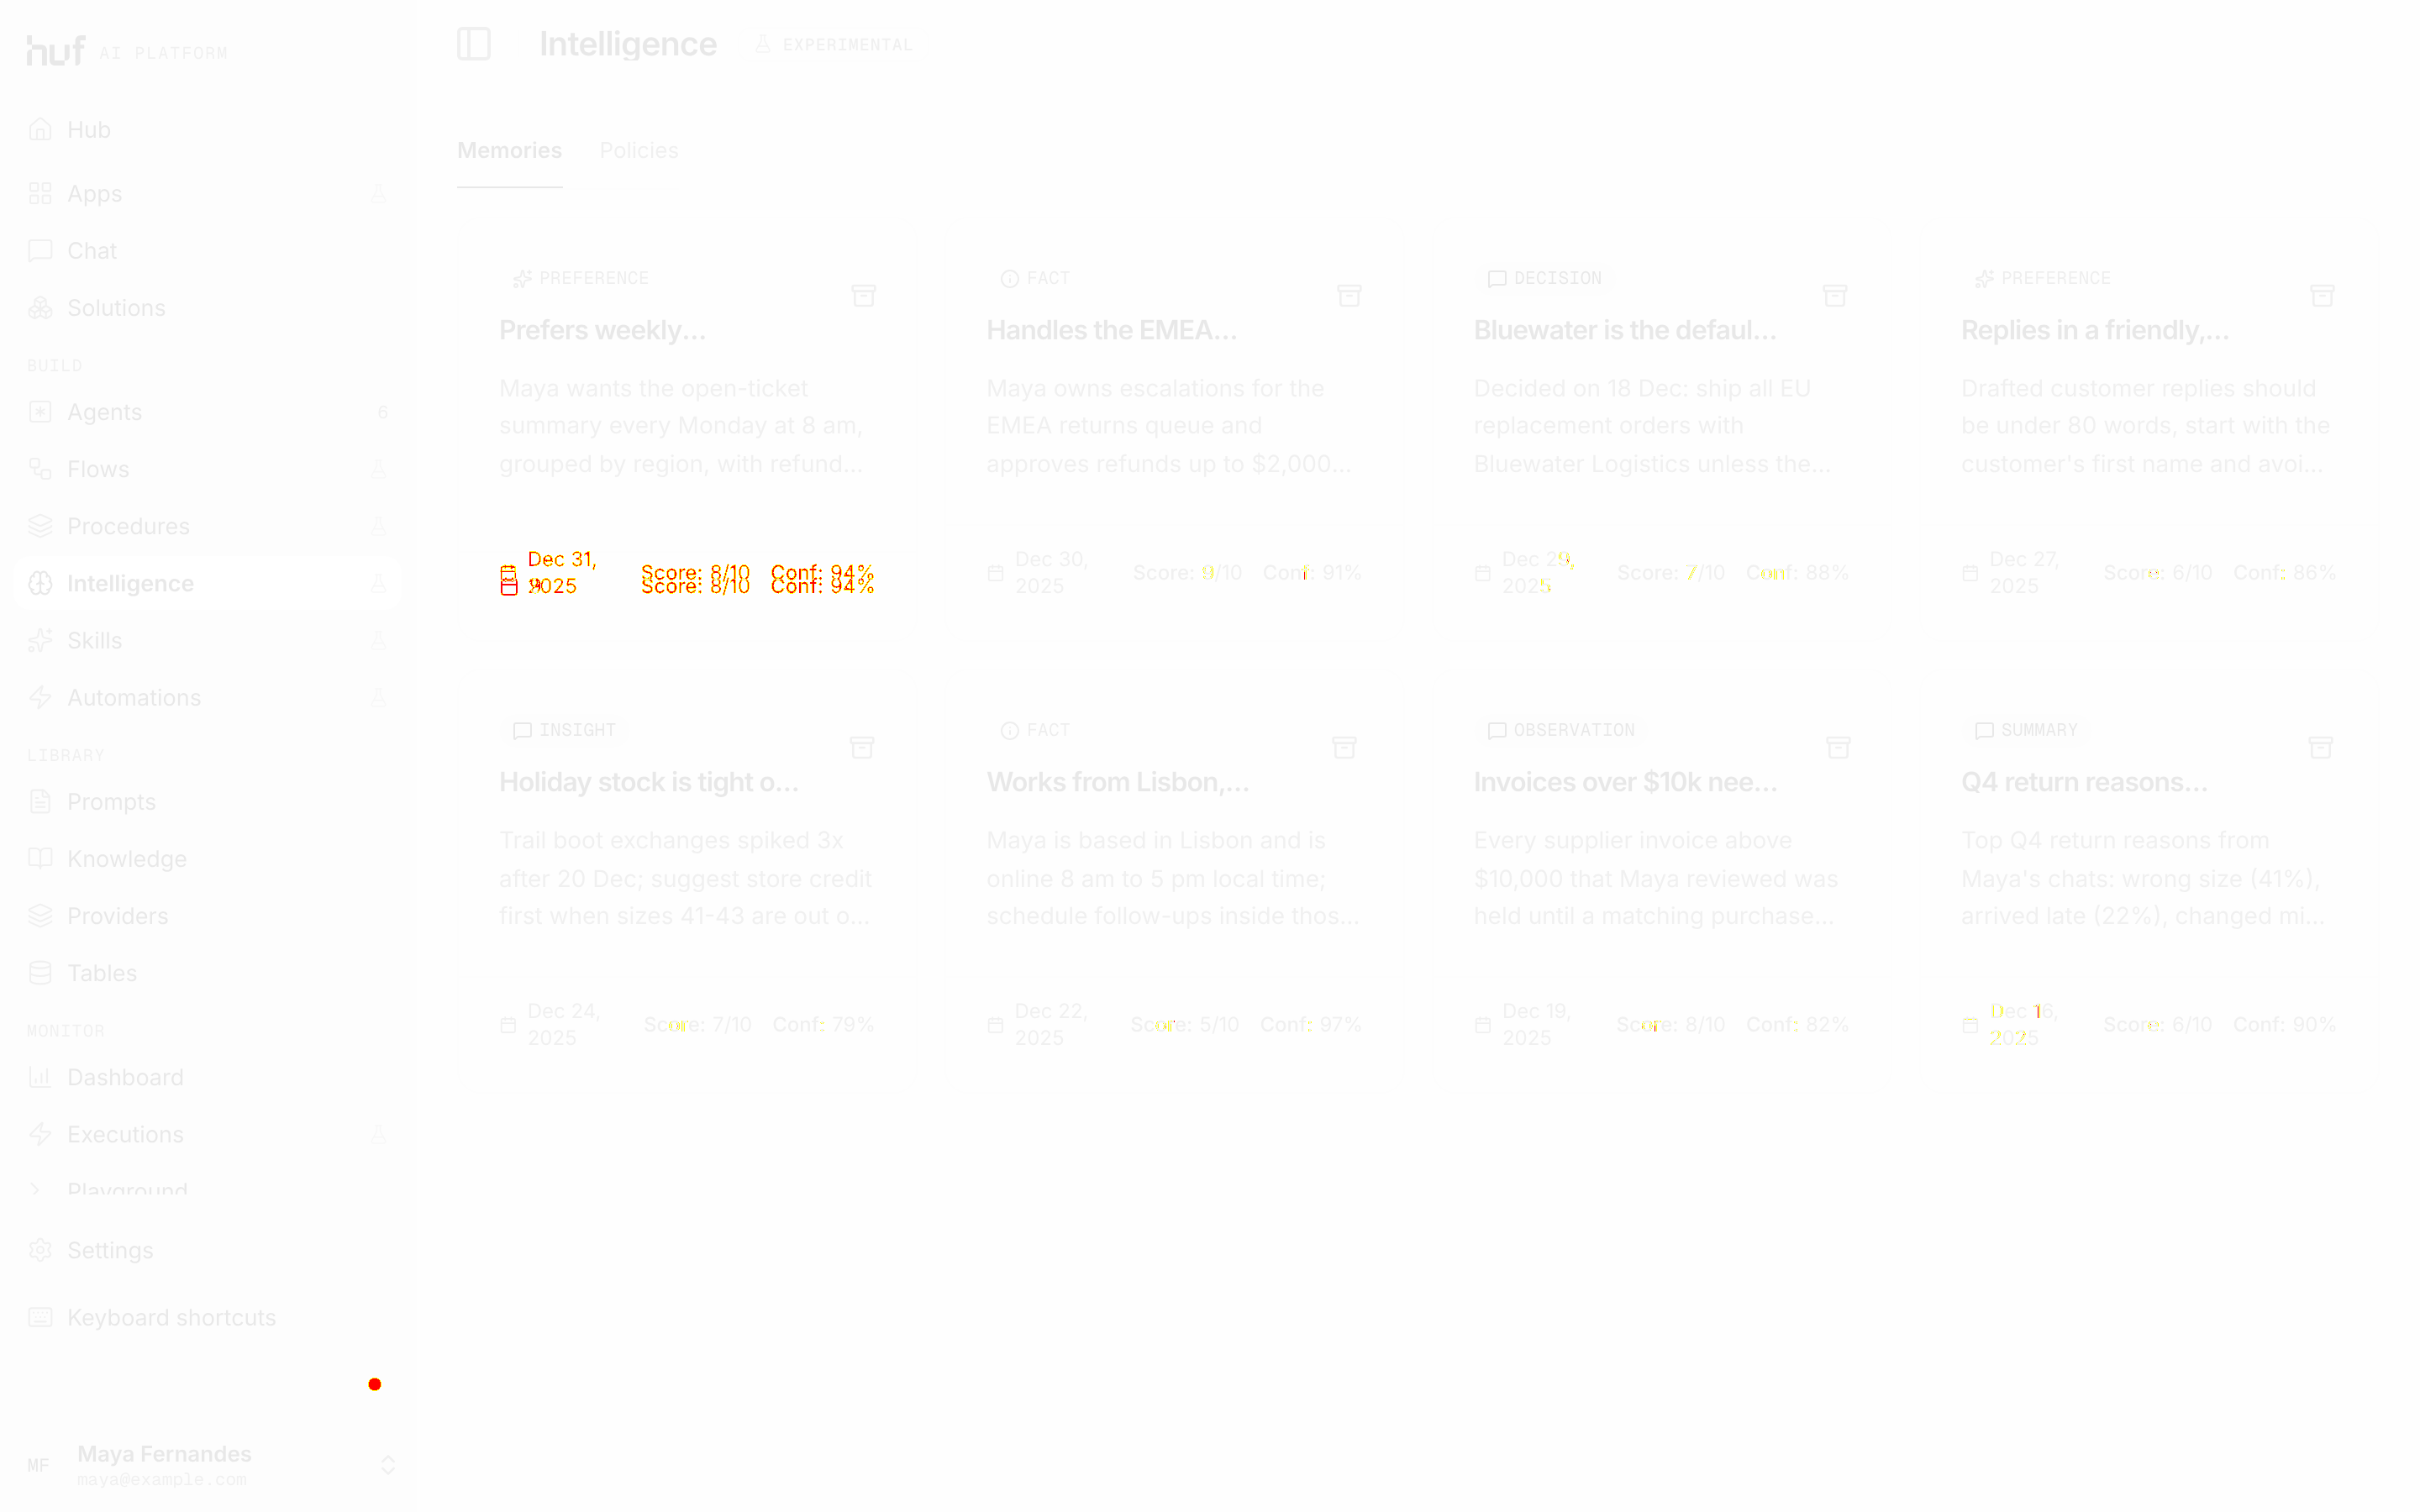 huf AI PLATFORM
Hub
Apps
Chat
Solutions
BUILD
Agents 6
Flows
Procedures
Intelligence
Skills
Automations
LIBRARY
Prompts
Knowledge
Providers
Tables
MONITOR
Dashboard
Executions
Playground
Settings
Keyboard shortcuts
MF
Maya Fernandes
maya@example.com
Intelligence EXPERIMENTAL
Memories Policies
PREFERENCE
Prefers weekly...
Maya wants the open-ticket
summary every Monday at 8 am,
grouped by region, with refund...
Dec 31,
2025
Score: 8/10 Conf: 94%
Score: 8/10 Conf: 94%
FACT
Handles the EMEA...
Maya owns escalations for the
EMEA returns queue and
approves refunds up to $2,000...
Dec 30,
2025
Score: 9/10 Conf: 91%
DECISION
Bluewater is the defaul...
Decided on 18 Dec: ship all EU
replacement orders with
Bluewater Logistics unless the...
Dec 29,
2025
Score: 7/10 Conf: 88%
PREFERENCE
Replies in a friendly,...
Drafted customer replies should
be under 80 words, start with the
customer's first name and avoi...
Dec 27,
2025
Score: 6/10 Conf: 86%
INSIGHT
Holiday stock is tight o...
Trail boot exchanges spiked 3x
after 20 Dec; suggest store credit
first when sizes 41-43 are out o...
Dec 24,
2025
Score: 7/10 Conf: 79%
FACT
Works from Lisbon,...
Maya is based in Lisbon and is
online 8 am to 5 pm local time;
schedule follow-ups inside thos...
Dec 22,
2025
Score: 5/10 Conf: 97%
OBSERVATION
Invoices over $10k nee...
Every supplier invoice above
$10,000 that Maya reviewed was
held until a matching purchase...
Dec 19,
2025
Score: 8/10 Conf: 82%
SUMMARY
Q4 return reasons...
Top Q4 return reasons from
Maya's chats: wrong size (41%),
arrived late (22%), changed mi...
Dec 16,
2025
Score: 6/10 Conf: 90%